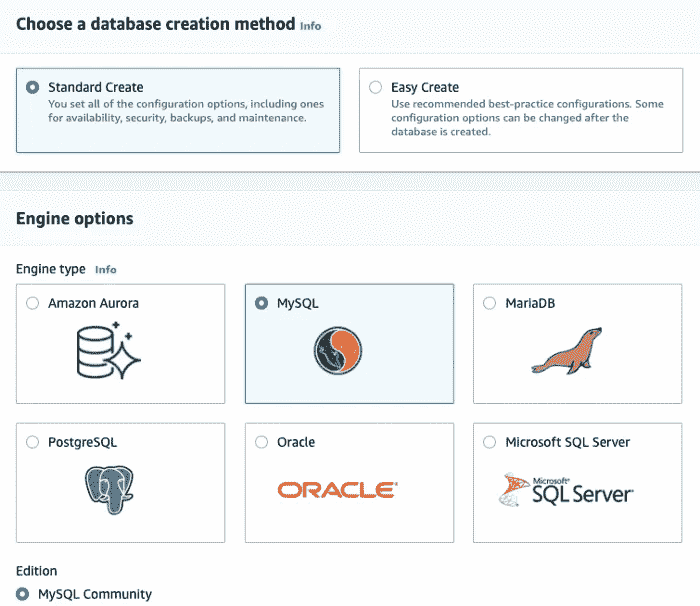 Choose a database creation method Info
Standard Create
You set all of the configuration options, including ones
for availability, security, backups, and maintenance.
Easy Create
Use recommended best-practice configurations. Some
configuration options can be changed after the
database is created.
Engine options
Engine type Info
Amazon Aurora
MySQL
MariaDB
PostgreSQL
Oracle
ORACLE
Microsoft SQL Server
Microsoft
SQL Server
Edition
MySQL Community